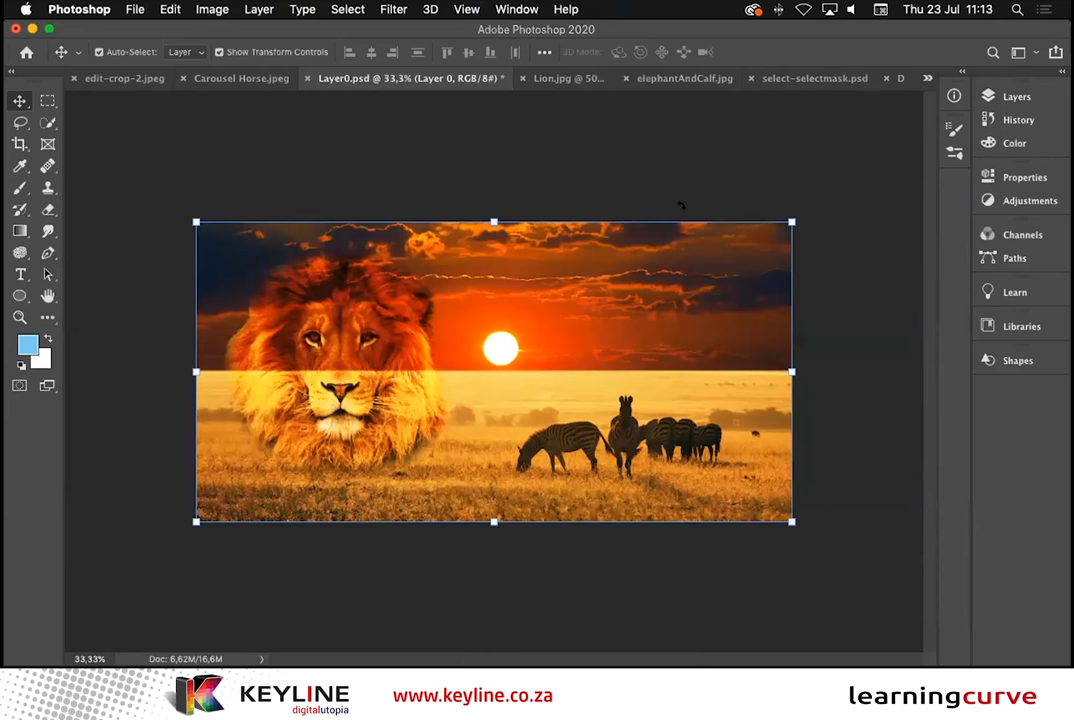 Photoshop File Edit Image Layer Type Select Filter 3D View Window Help Thu 23 Jul 11:13
Adobe Photoshop 2020
Auto-Select: Layer Show Transform Controls 3D Mode:
edit-crop-2.jpeg Carousel Horse.jpeg Layer0.psd @ 33,3% (Layer 0, RGB/8#) * Lion.jpg @ 50... elephantAndCalf.jpg select-selectmask.psd D
Layers
History
Color
Properties
Adjustments
Channels
Paths
Learn
Libraries
Shapes
33,33% Doc: 6,62M/16,6M
KEYLINE
digitalutopia
www.keyline.co.za
learningcurve